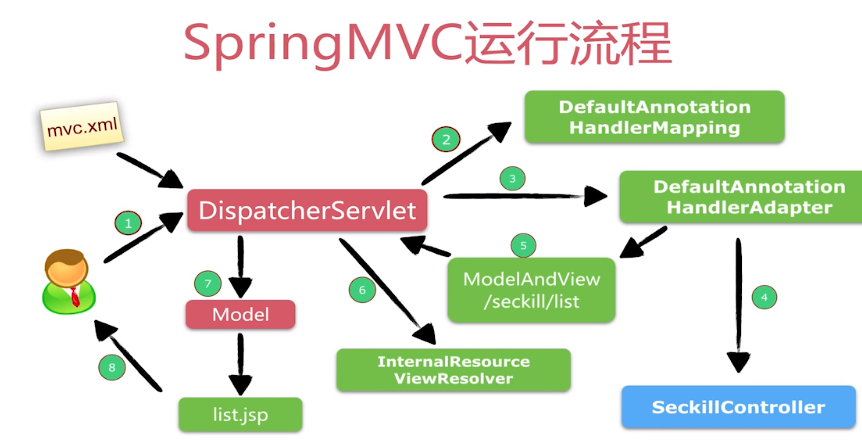 SpringMVC运行流程
mvc.xml
DefaultAnnotation
HandlerMapping
2
3
DefaultAnnotation
HandlerAdapter
DispatcherServlet
1
5
ModelAndView
/seckill/list
7
6
4
Model
InternalResource
ViewResolver
8
list.jsp
SeckillController